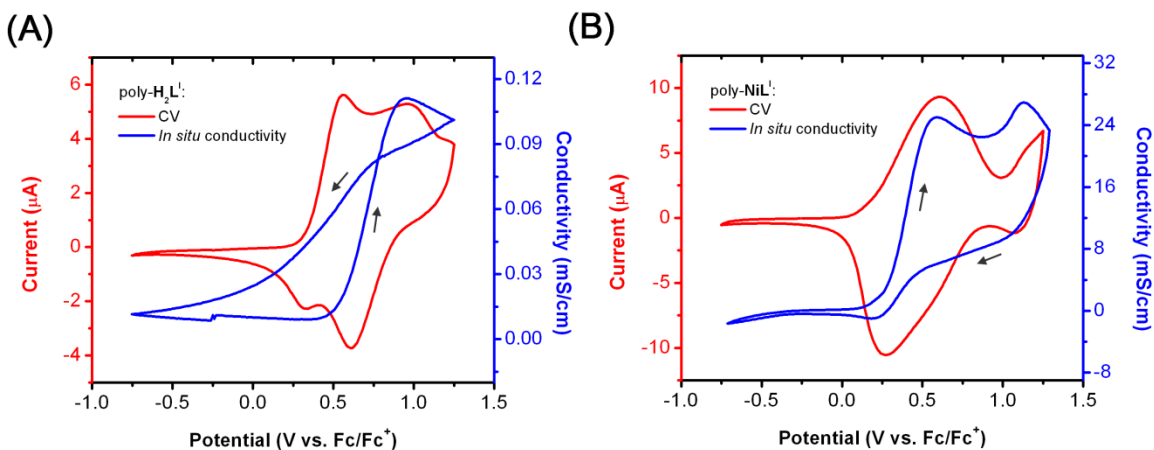 (A)
poly-H₂Lᴵ:
CV
In situ conductivity
Current (µA)
6
4
2
0
-2
-4
Conductivity (mS/cm)
0.12
0.09
0.06
0.03
0.00
-1.0 -0.5 0.0 0.5 1.0 1.5
Potential (V vs. Fc/Fc⁺)
(B)
poly-NiLᴵ:
CV
In situ conductivity
Current (µA)
10
5
0
-5
-10
Conductivity (mS/cm)
32
24
16
8
0
-8
-1.0 -0.5 0.0 0.5 1.0 1.5
Potential (V vs. Fc/Fc⁺)